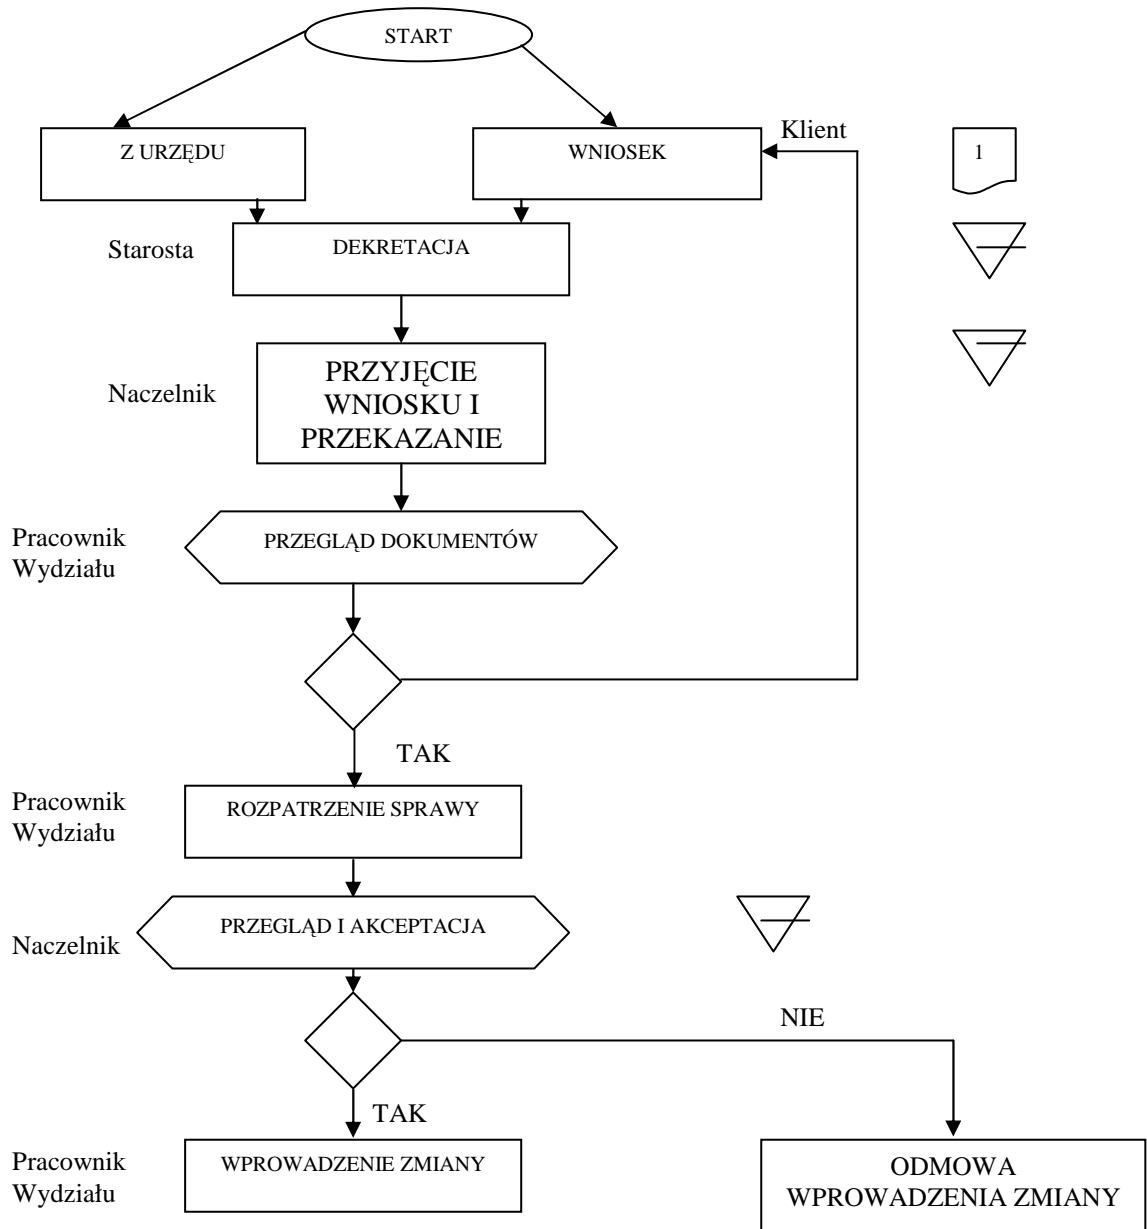 START
Klient
Z URZĘDU
WNIOSEK
1
Starosta
DEKRETACJA
Naczelnik
PRZYJĘCIE
WNIOSKU I
PRZEKAZANIE
Pracownik
Wydziału
PRZEGLĄD DOKUMENTÓW
TAK
Pracownik
Wydziału
ROZPATRZENIE SPRAWY
Naczelnik
PRZEGLĄD I AKCEPTACJA
NIE
TAK
Pracownik
Wydziału
WPROWADZENIE ZMIANY
ODMOWA
WPROWADZENIA ZMIANY